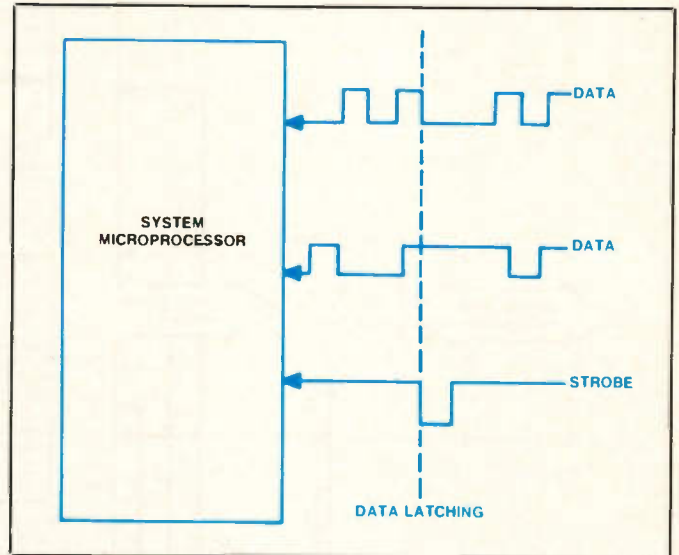 DATA
SYSTEM
MICROPROCESSOR
DATA
STROBE
DATA LATCHING